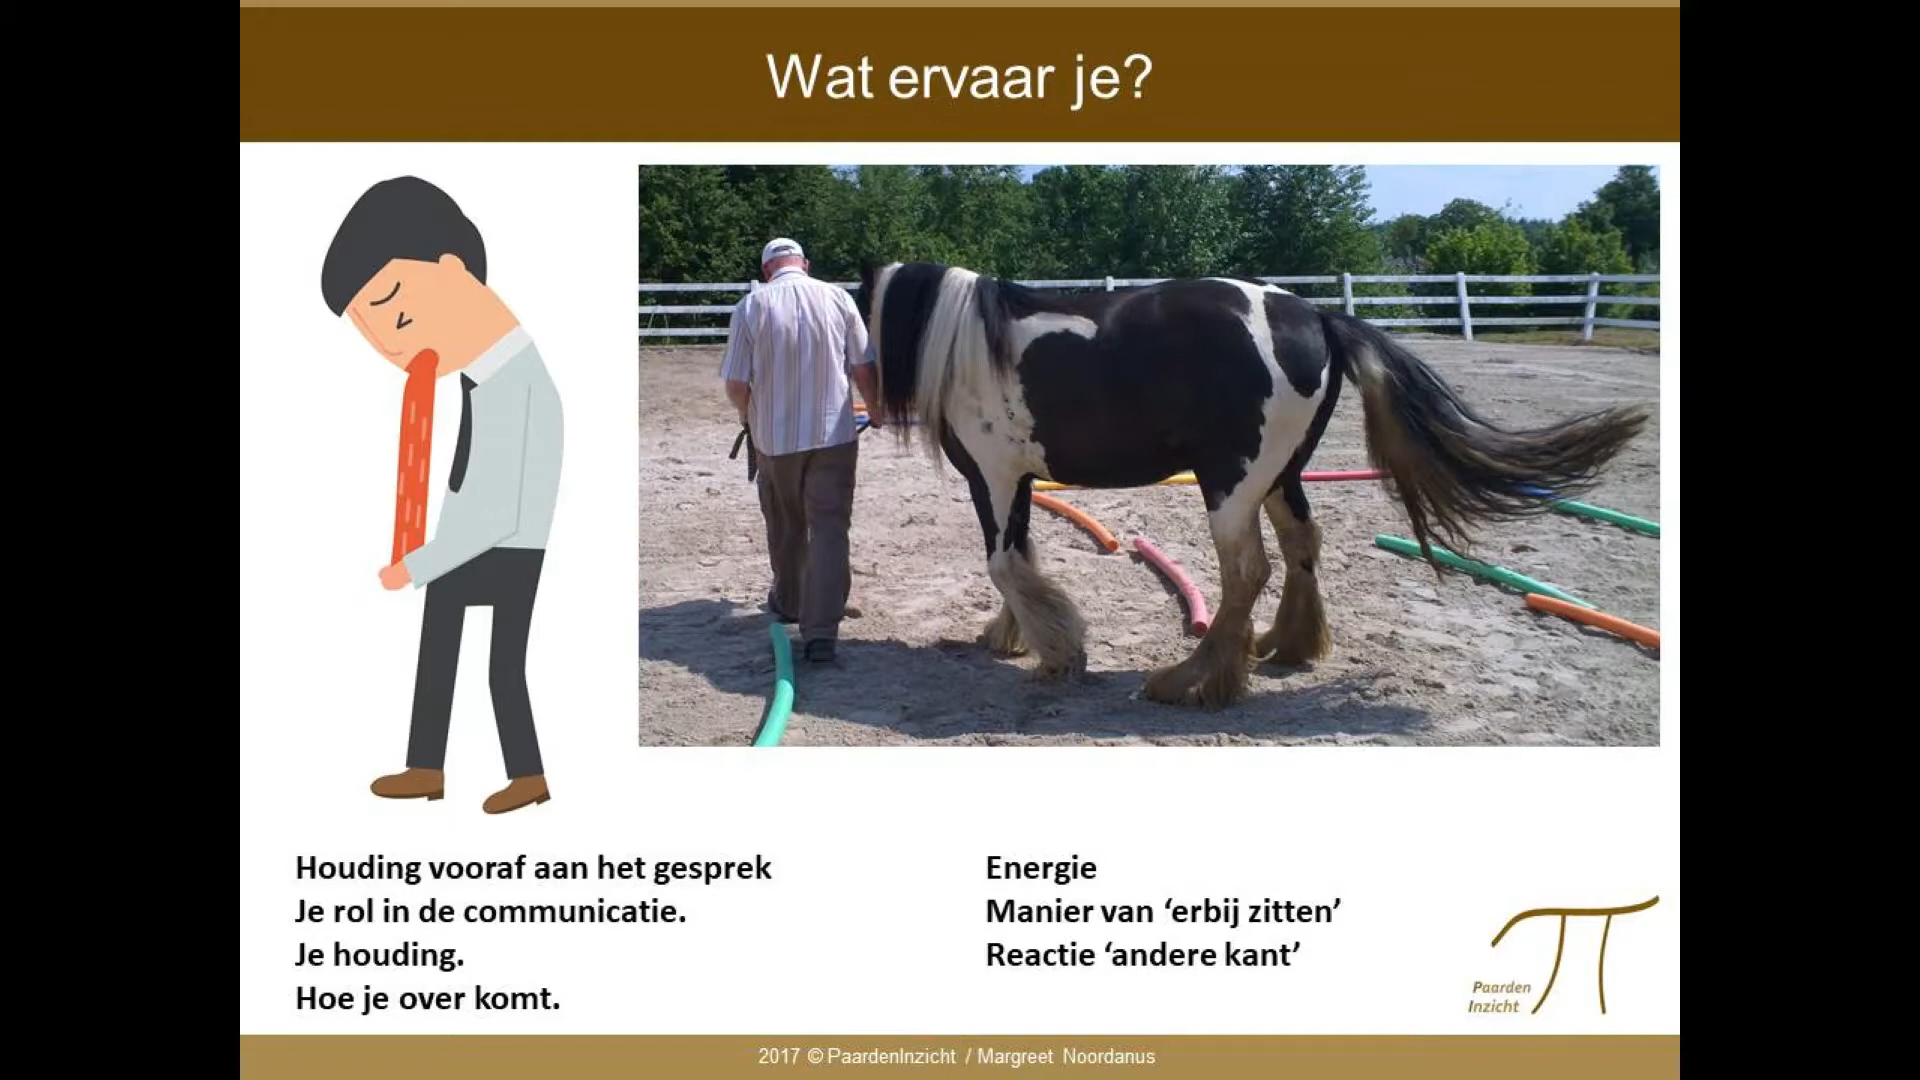 Wat ervaar je?
Houding vooraf aan het gesprek
Je rol in de communicatie.
Je houding.
Hoe je over komt.
Energie
Manier van ‘erbij zitten’
Reactie ‘andere kant’
Paarden
Inzicht
2017 © PaardenInzicht / Margreet Noordanus